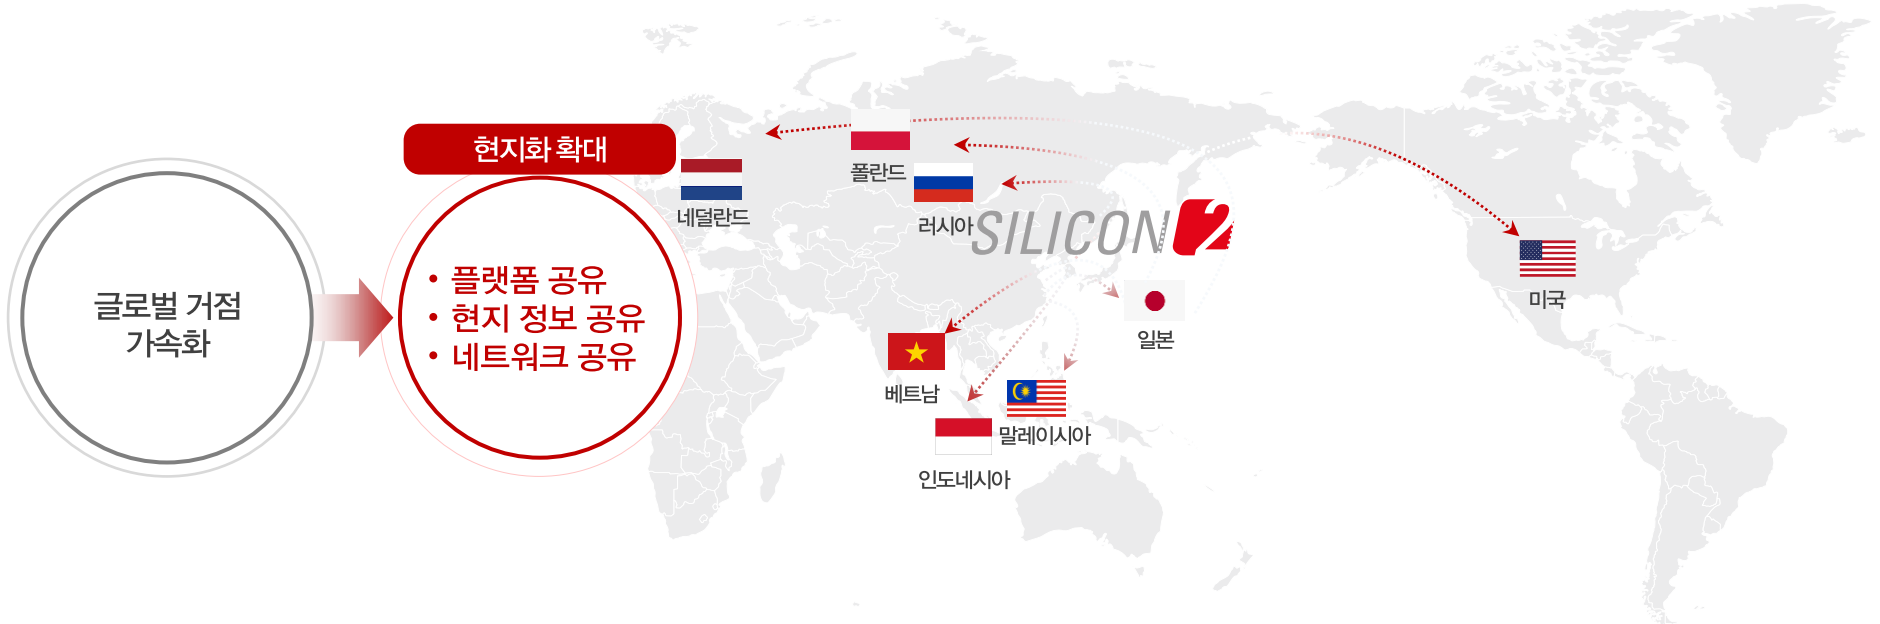 글로벌 거점
가속화
현지화 확대
• 플랫폼 공유
• 현지 정보 공유
• 네트워크 공유
네덜란드
폴란드
러시아
SILICON2
미국
일본
베트남
말레이시아
인도네시아